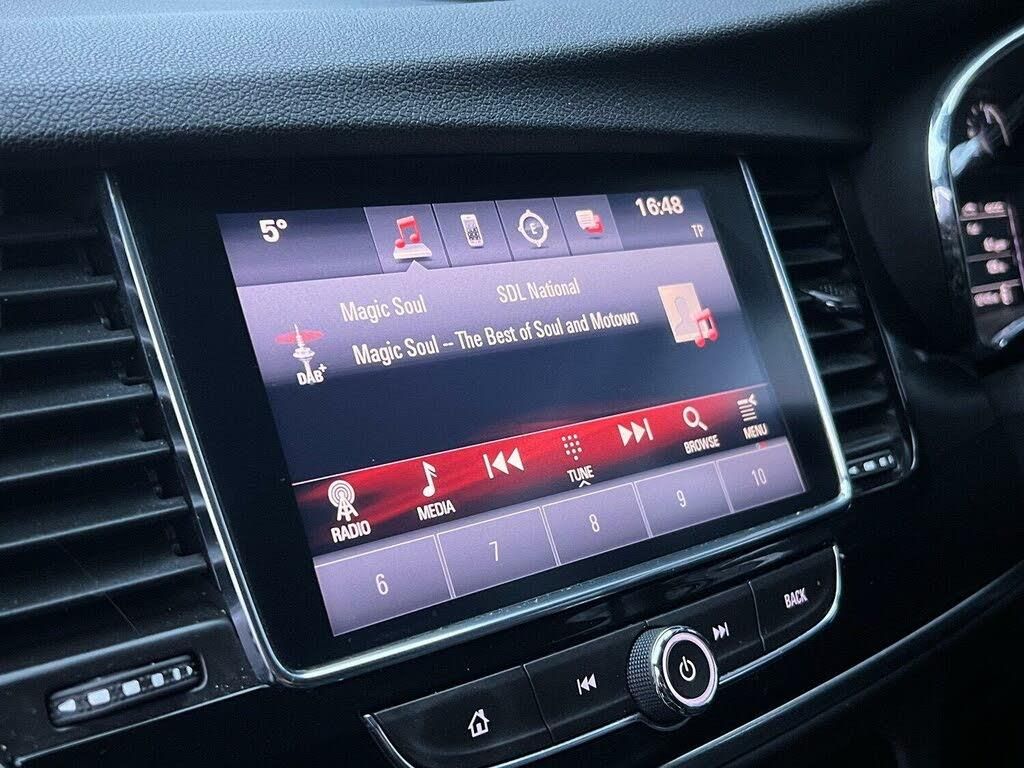 5°
16:48
TP
Magic Soul
SDL National
Magic Soul -- The Best of Soul and Motown
DAB+
RADIO
MEDIA
TUNE
BROWSE
MENU
6
7
8
9
10
BACK